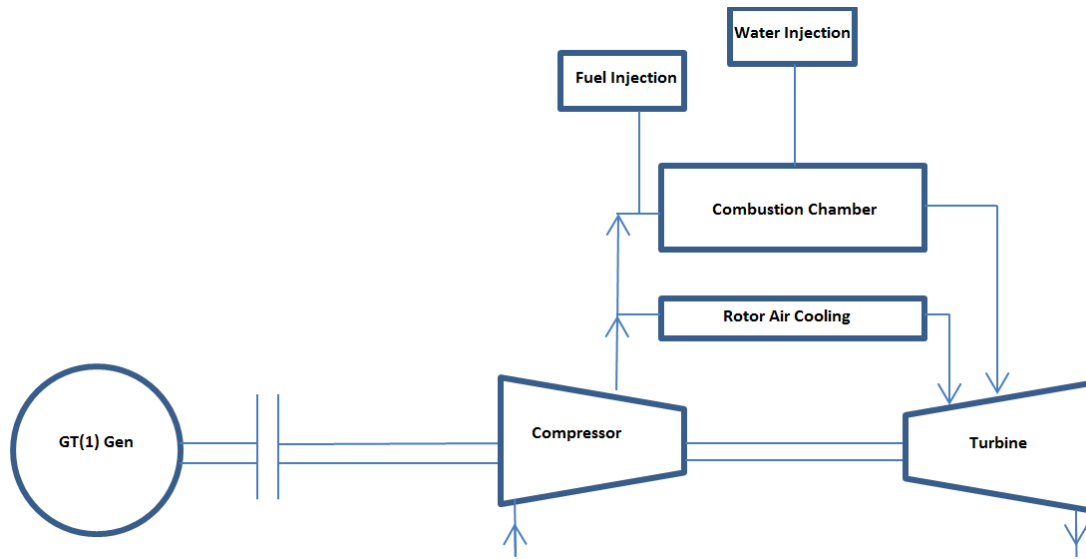 Water Injection
Fuel Injection
Combustion Chamber
Rotor Air Cooling
GT(1) Gen
Compressor
Turbine